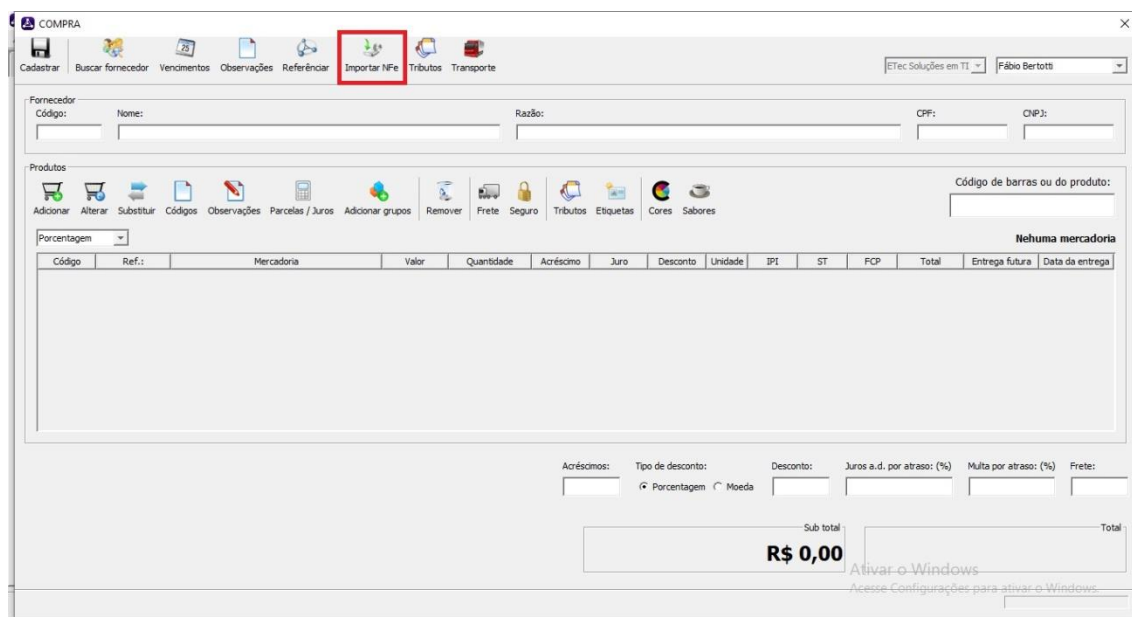 COMPRA
Cadastrar Buscar fornecedor Vencimentos Observações Referênciar Importar NFe Tributos Transporte
ETec Soluções em TI Fábio Bertotti
Fornecedor
Código: Nome: Razão: CPF: CNPJ:
Produtos
Código de barras ou do produto:
Adicionar Alterar Substituir Códigos Observações Parcelas / Juros Adicionar grupos Remover Frete Seguro Tributos Etiquetas Cores Sabores
Porcentagem Nenhuma mercadoria
Código Ref.: Mercadoria Valor Quantidade Acréscimo Juro Desconto Unidade IPI ST FCP Total Entrega futura Data da entrega
Acréscimos: Tipo de desconto: Desconto: Juros a.d. por atraso: (%) Multa por atraso: (%) Frete:
Porcentagem Moeda
Sub total Total
R$ 0,00
Ativar o Windows
Acesse Configurações para ativar o Windows.